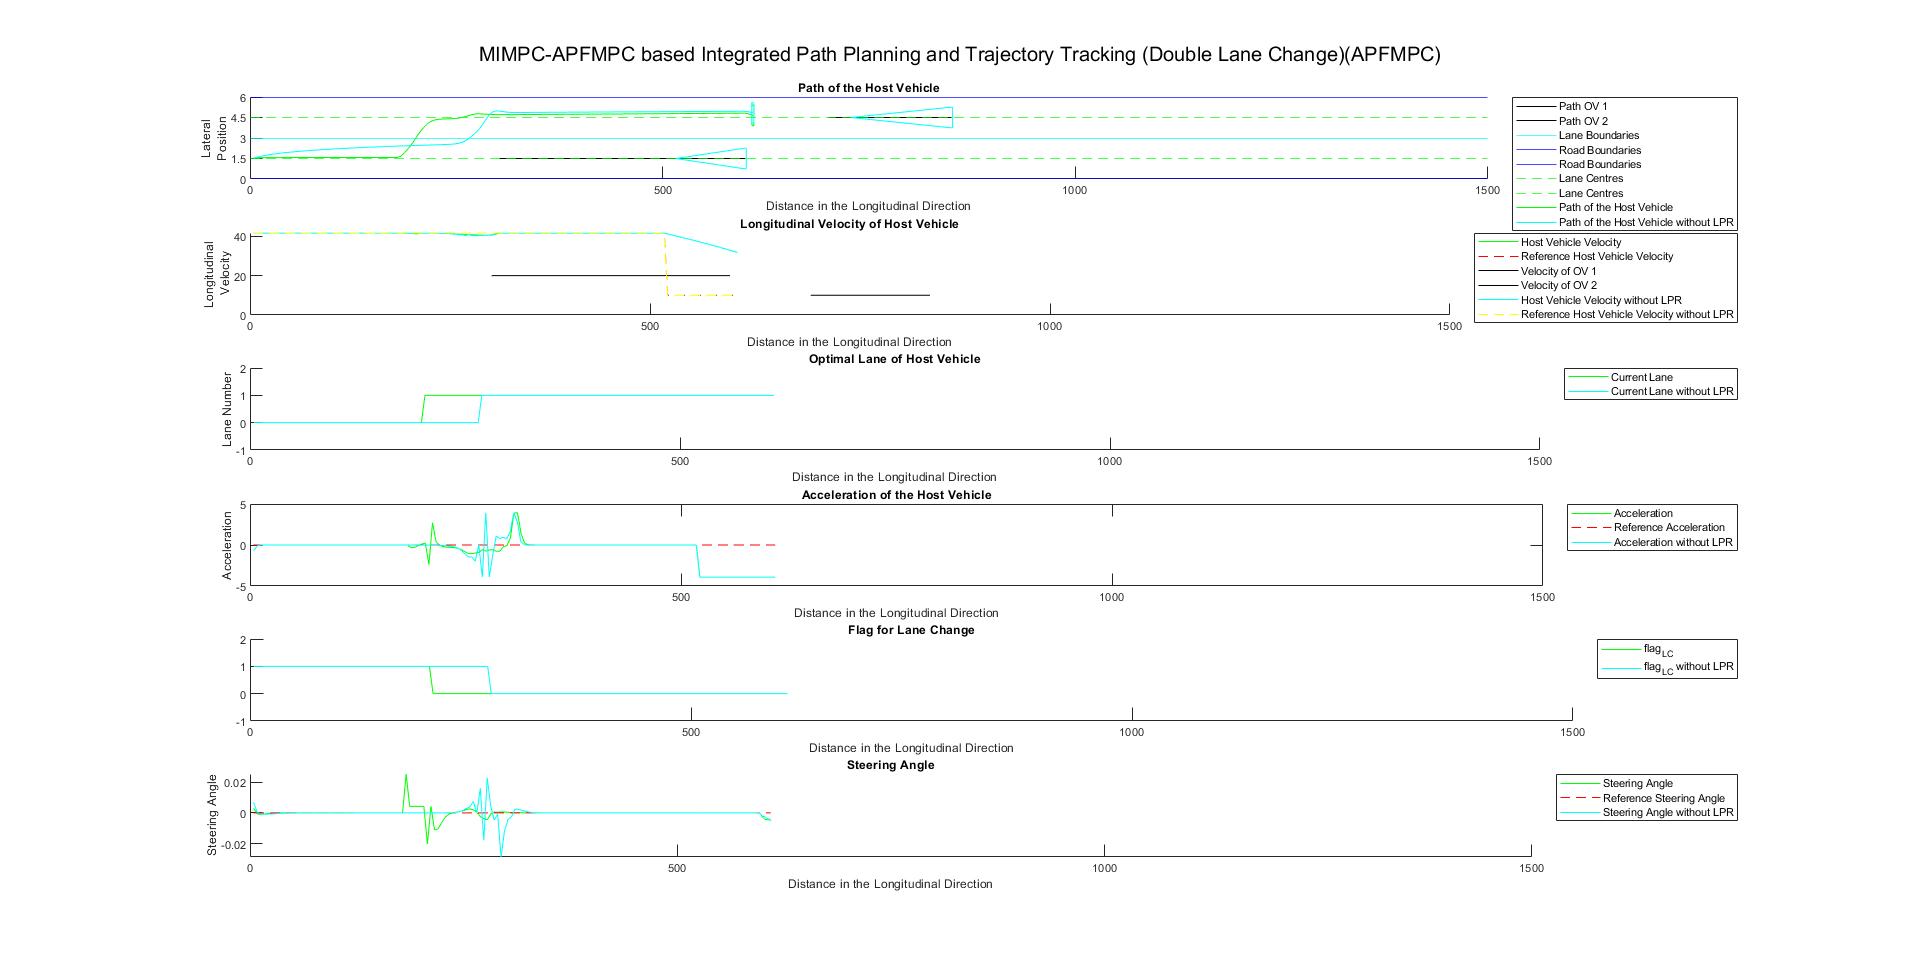 MIMPC-APFMPC based Integrated Path Planning and Trajectory Tracking (Double Lane Change)(APFMPC)
Path of the Host Vehicle
Lateral
Position
6
4.5
3
1.5
0
0
500
1000
1500
Distance in the Longitudinal Direction
Path OV 1
Path OV 2
Lane Boundaries
Road Boundaries
Road Boundaries
Lane Centres
Lane Centres
Path of the Host Vehicle
Path of the Host Vehicle without LPR
Longitudinal Velocity of Host Vehicle
Longitudinal
Velocity
40
20
0
0
500
1000
1500
Distance in the Longitudinal Direction
Host Vehicle Velocity
Reference Host Vehicle Velocity
Velocity of OV 1
Velocity of OV 2
Host Vehicle Velocity without LPR
Reference Host Vehicle Velocity without LPR
Optimal Lane of Host Vehicle
Lane Number
2
1
0
-1
0
500
1000
1500
Distance in the Longitudinal Direction
Current Lane
Current Lane without LPR
Acceleration of the Host Vehicle
Acceleration
5
0
-5
0
500
1000
1500
Distance in the Longitudinal Direction
Acceleration
Reference Acceleration
Acceleration without LPR
Flag for Lane Change
2
1
0
-1
0
500
1000
1500
Distance in the Longitudinal Direction
flag LC
flag LC without LPR
Steering Angle
Steering Angle
0.02
0
-0.02
0
500
1000
1500
Distance in the Longitudinal Direction
Steering Angle
Reference Steering Angle
Steering Angle without LPR